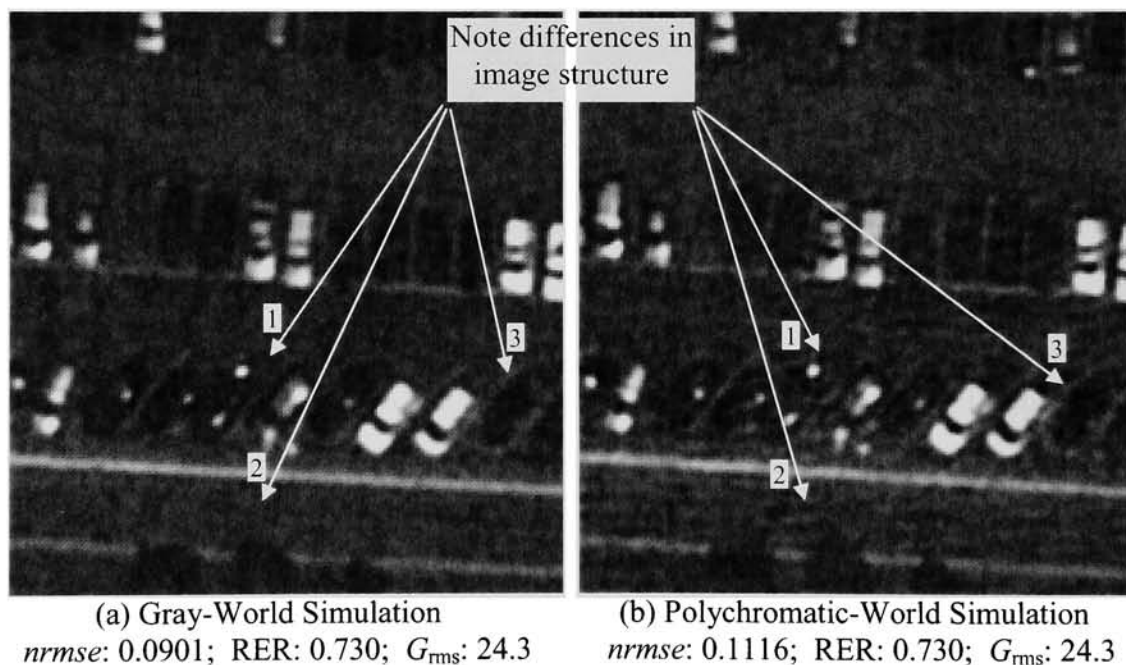 Note differences in
image structure
1
1
3
3
2
2
(a) Gray-World Simulation
nrmse: 0.0901; RER: 0.730; Grms: 24.3
(b) Polychromatic-World Simulation
nrmse: 0.1116; RER: 0.730; Grms: 24.3